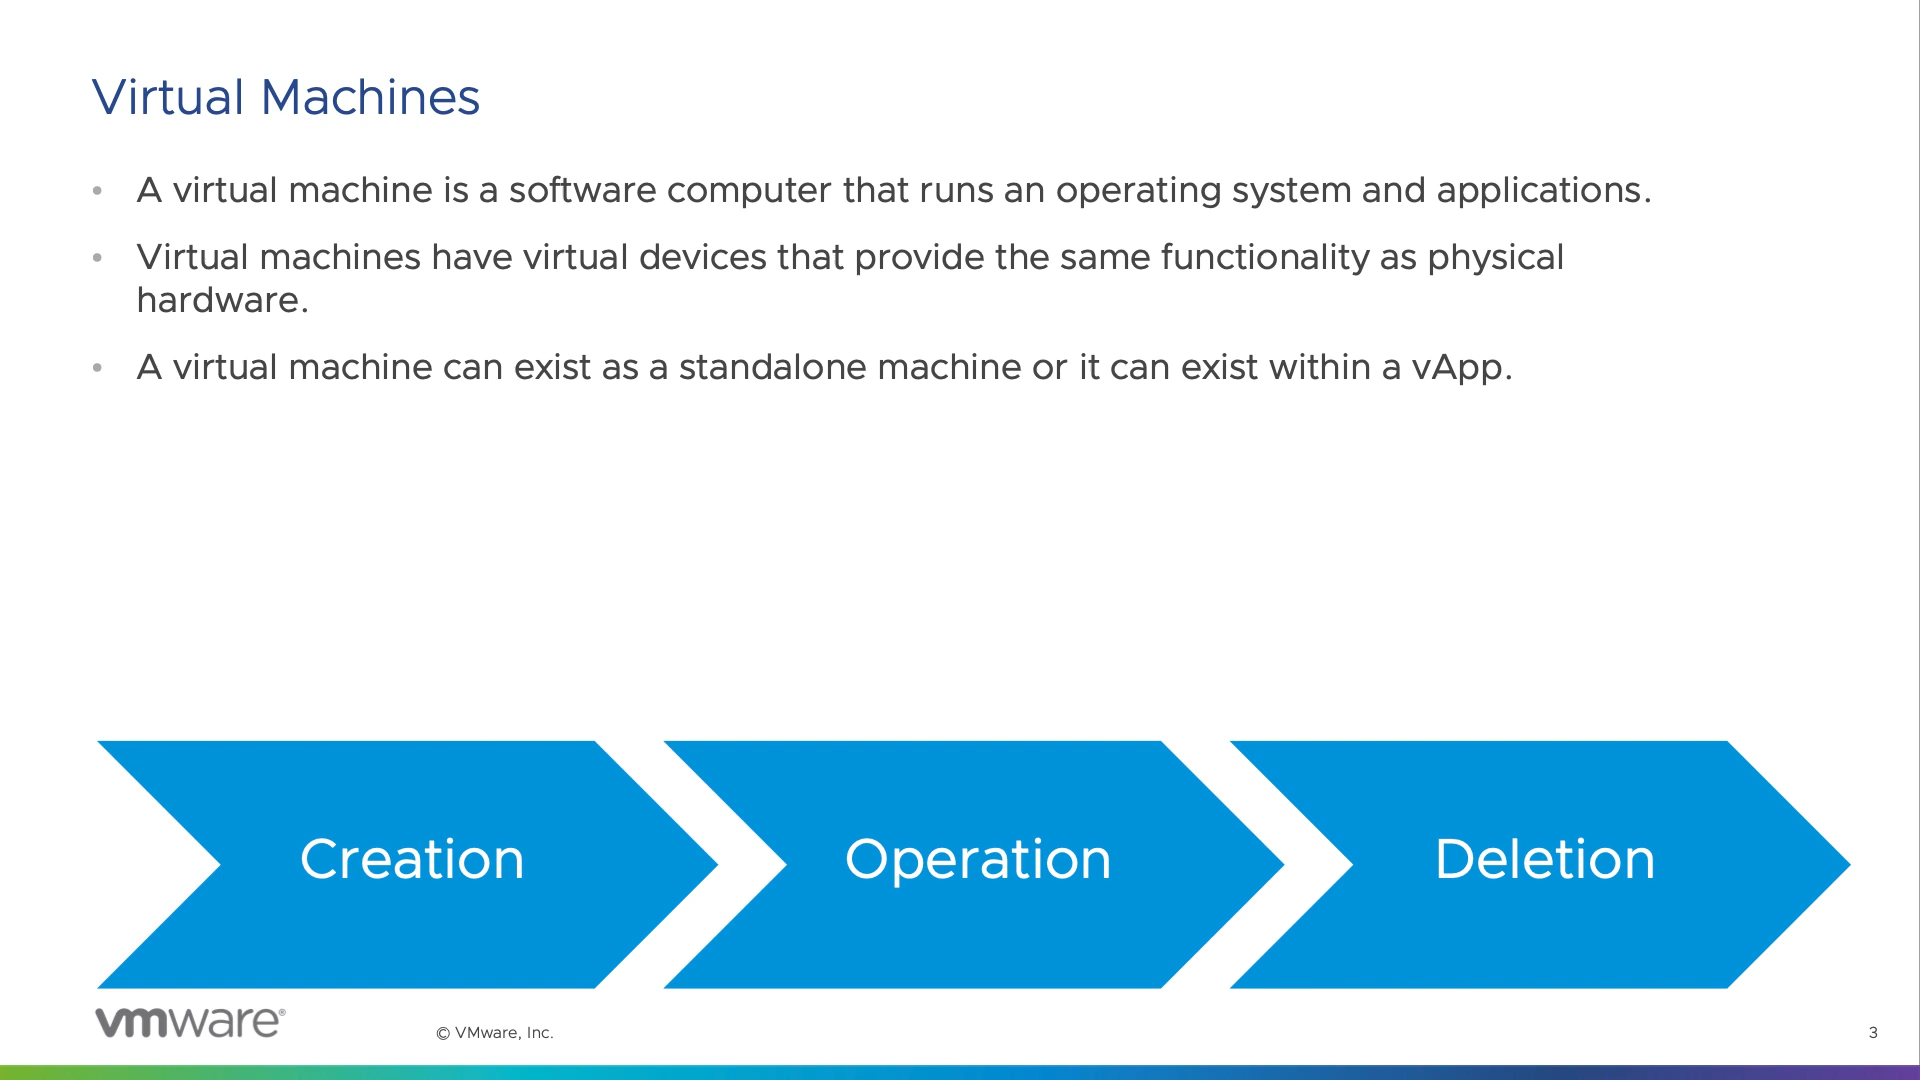 Virtual Machines
• A virtual machine is a software computer that runs an operating system and applications.
• Virtual machines have virtual devices that provide the same functionality as physical
hardware.
• A virtual machine can exist as a standalone machine or it can exist within a vApp.
Creation
Operation
Deletion
vmware®
© VMware, Inc.
3